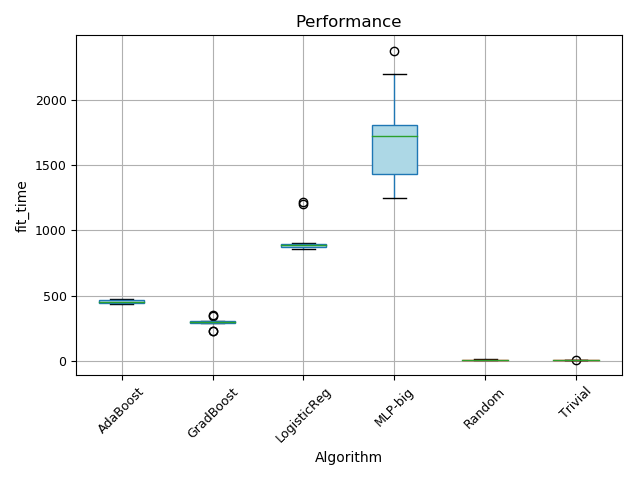 Performance
2000
1500
1000
500
0
fit_time
AdaBoost
GradBoost
LogisticReg
MLP-big
Random
Trivial
Algorithm